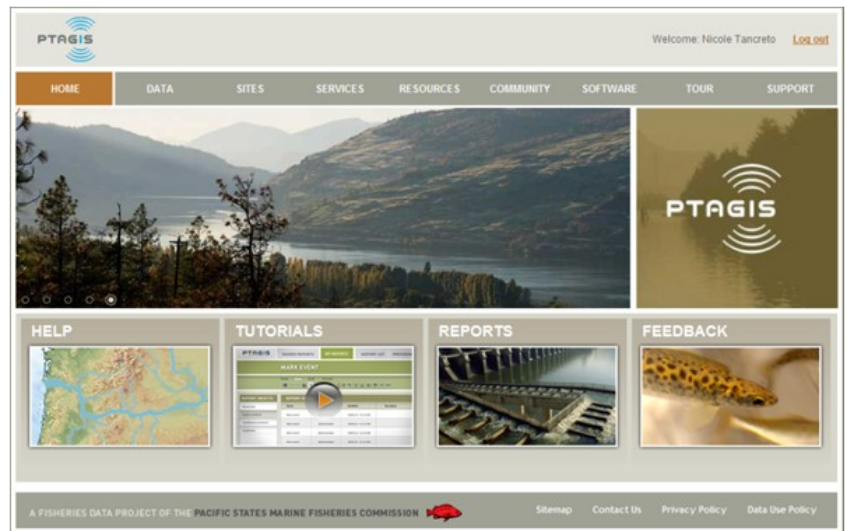 PTAGIS
Welcome: Nicole Tancreto Log out
HOME DATA SITES SERVICES RESOURCES COMMUNITY SOFTWARE TOUR SUPPORT
PTAGIS
HELP TUTORIALS REPORTS FEEDBACK
PTAGIS
MARK EVENT
A FISHERIES DATA PROJECT OF THE PACIFIC STATES MARINE FISHERIES COMMISSION Sitemap Contact Us Privacy Policy Data Use Policy